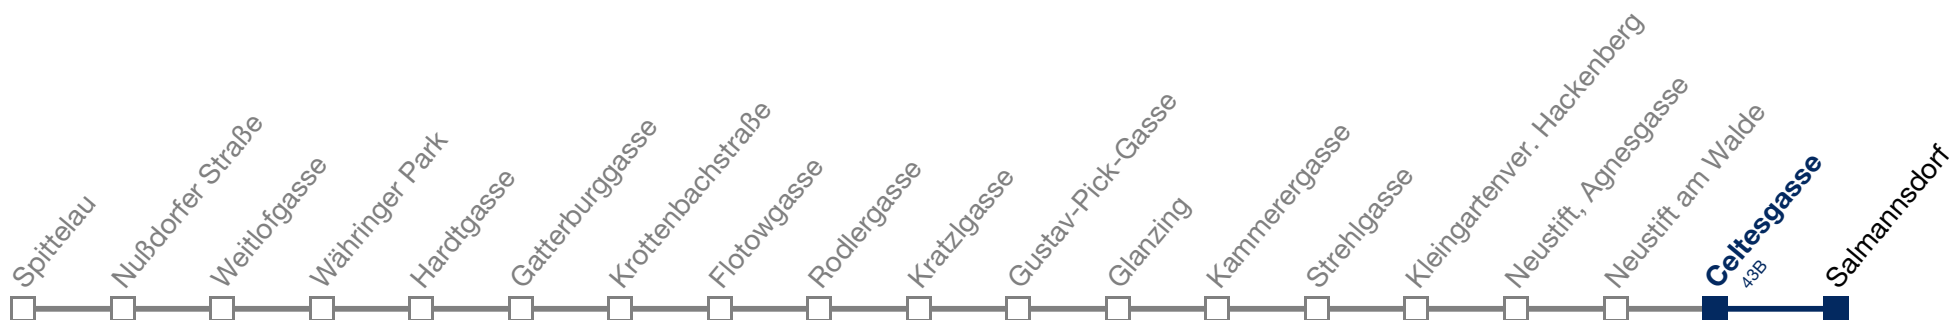 Spittelau
Nußdorfer Straße
Weitlofgasse
Währinger Park
Hardtgasse
Gatterburggasse
Krottenbachstraße
Flotowgasse
Rodlergasse
Kratzlgasse
Gustav-Pick-Gasse
Glanzing
Kammerergasse
Strehlgasse
Kleingartenver. Hackenberg
Neustift, Agnesgasse
Neustift am Walde
Celtesgasse
43B
Salmannsdorf